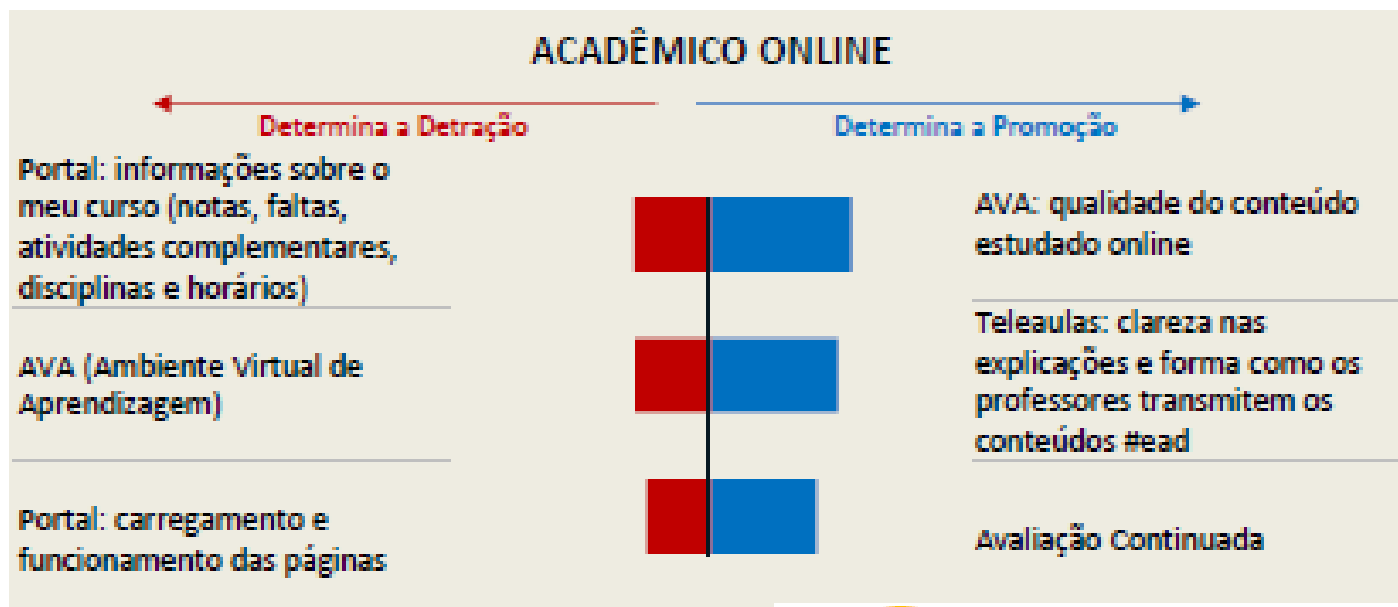 ACADÊMICO ONLINE
Determina a Detração
Determina a Promoção
Portal: informações sobre o
meu curso (notas, faltas,
atividades complementares,
disciplinas e horários)
AVA: qualidade do conteúdo
estudado online
AVA (Ambiente Virtual de
Aprendizagem)
Teleaulas: clareza nas
explicações e forma como os
professores transmitem os
conteúdos #ead
Portal: carregamento e
funcionamento das páginas
Avaliação Continuada